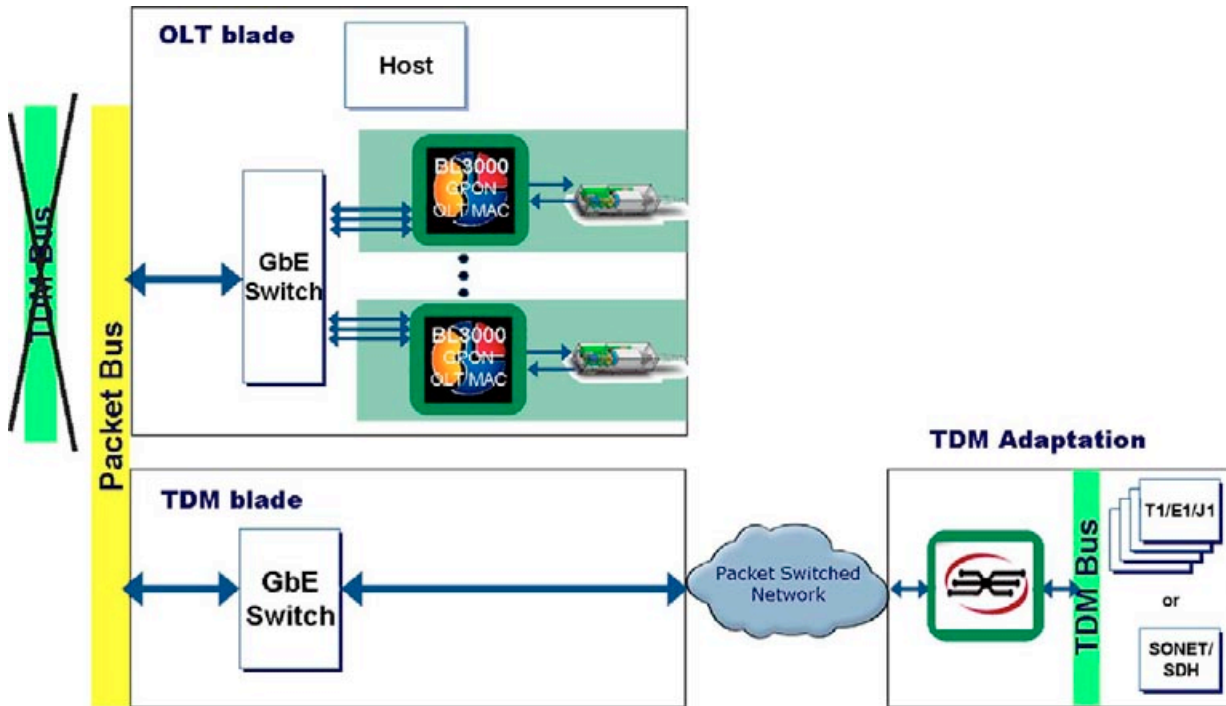 OLT blade
Host
BL3000
GPON
OLT/MAC
GbE
Switch
BL3000
GPON
OLT/MAC
TDM Bus
Packet Bus
TDM Adaptation
TDM blade
GbE
Switch
Packet Switched
Network
TDM Bus
T1/E1/J1
or
SONET/
SDH